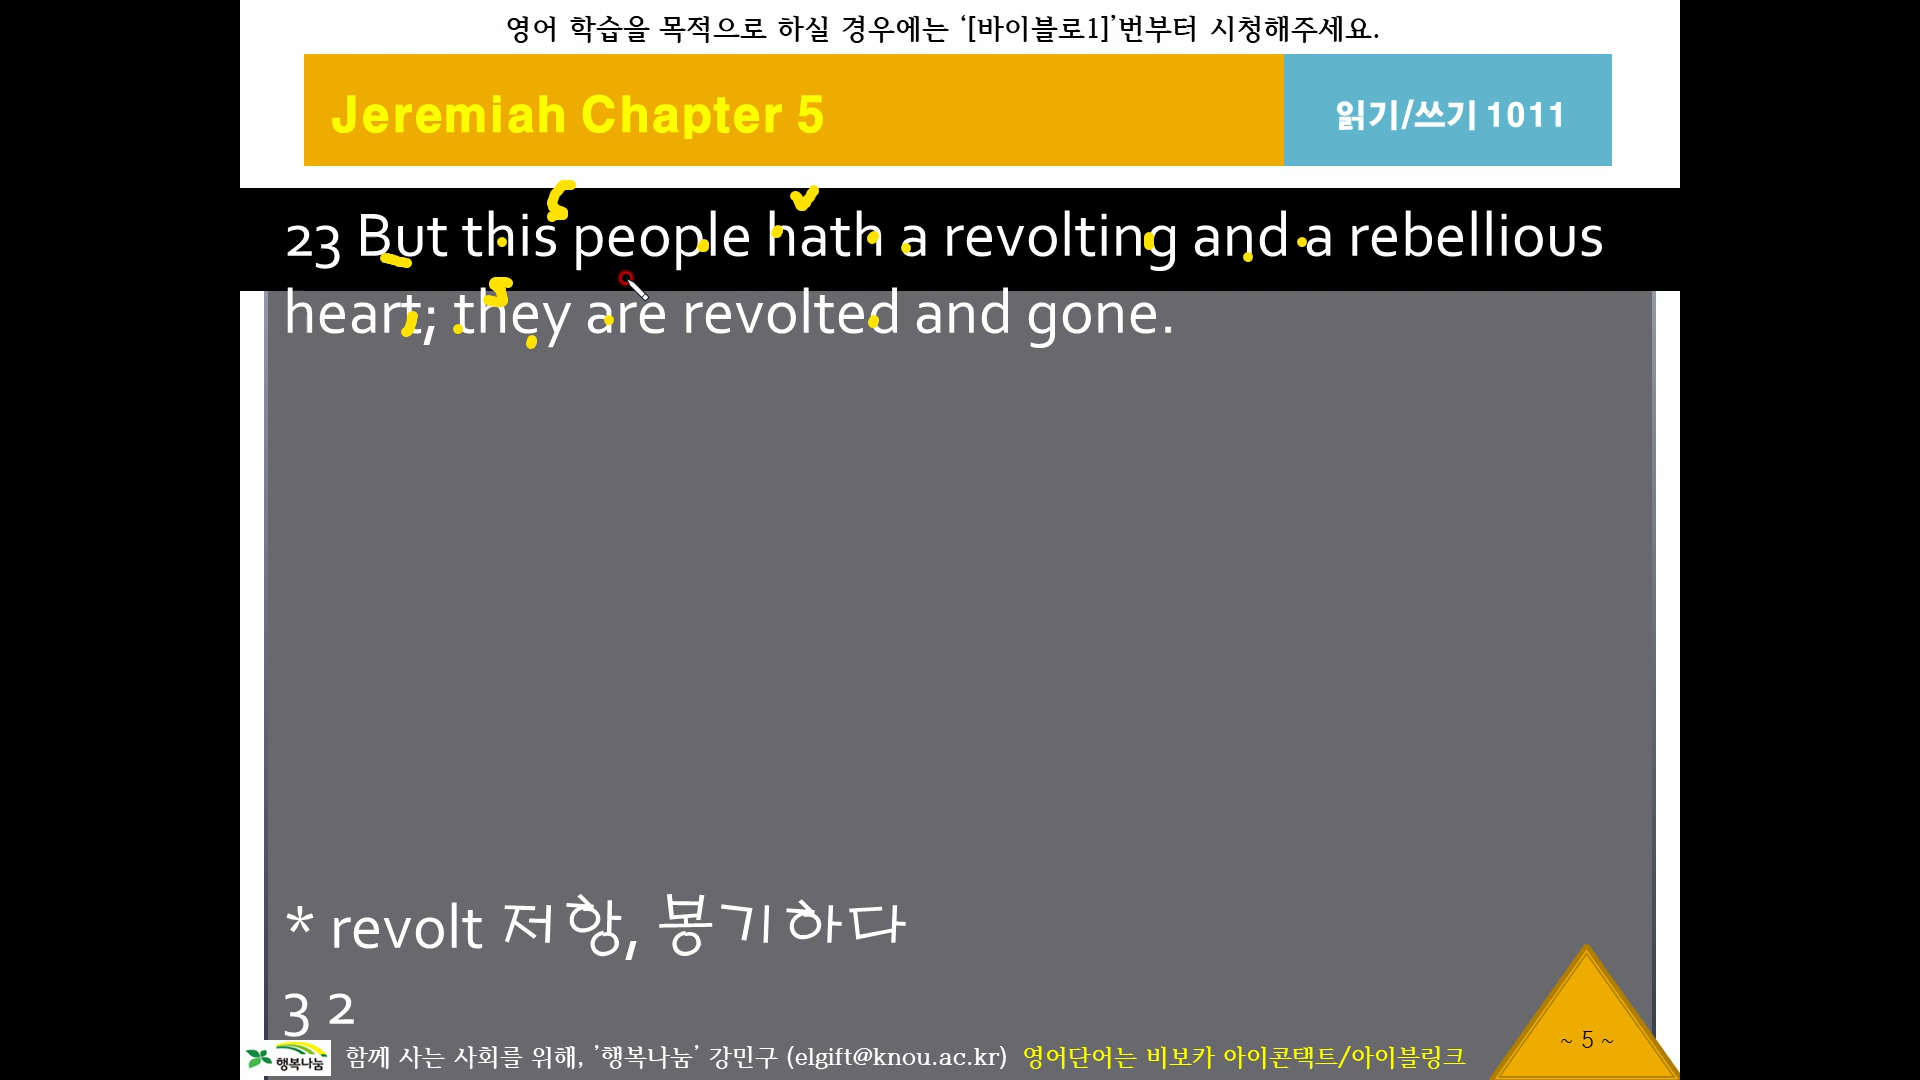 영어 학습을 목적으로 하실 경우에는 ‘[바이블로1]’번부터 시청해주세요.
Jeremiah Chapter 5
읽기/쓰기 1011
23 But this people hath a revolting and a rebellious
heart; they are revolted and gone.
* revolt 저항, 봉기하다
3 2
행복나눔
함께 사는 사회를 위해, ’행복나눔’ 강민구 (elgift@knou.ac.kr) 영어단어는 비보카 아이콘택트/아이블링크
~ 5 ~